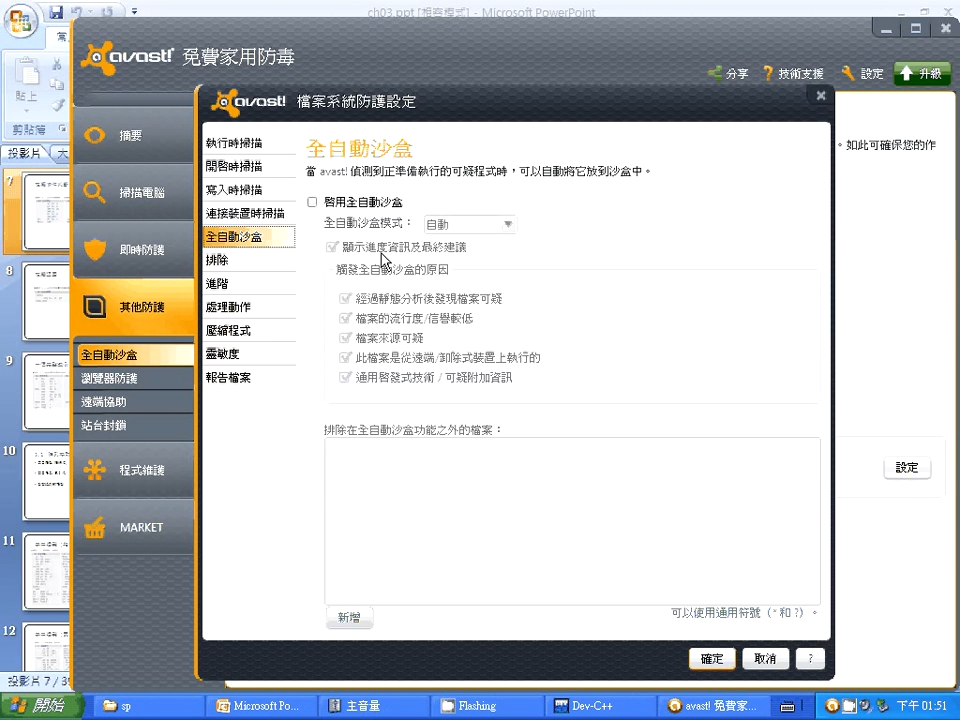 ch03.ppt [相容模式] - Microsoft PowerPoint
貼上
剪貼簿
投影片
大
avast! 免費家用防毒
分享
技術支援
設定
升級
摘要
掃描電腦
即時防護
其他防護
全自動沙盒
瀏覽器防護
遠端協助
站台封鎖
程式維護
MARKET
avast! 檔案系統防護設定
執行時掃描
開啟時掃描
寫入時掃描
連接裝置時掃描
全自動沙盒
排除
進階
處理動作
壓縮程式
靈敏度
報告檔案
全自動沙盒
當 avast! 偵測到正準備執行的可疑程式時，可以自動將它放到沙盒中。
啓用全自動沙盒
全自動沙盒模式： 自動
顯示進度資訊及最終建議
觸發全自動沙盒的原因
經過靜態分析後發現檔案可疑
檔案的流行度/信譽較低
檔案來源可疑
此檔案是從遠端/卸除式裝置上執行的
通用啓發式技術 / 可疑附加資訊
排除在全自動沙盒功能之外的檔案：
新增
可以使用通用符號（* 和 ?）。
確定
取消
?
。如此可確保您的作
設定
7
8
9
10
11
12
投影片 7 / 3
開始
sp
Microsoft Po...
主音量
Flashing
Dev-C++
avast! 免費家...
下午 01:51